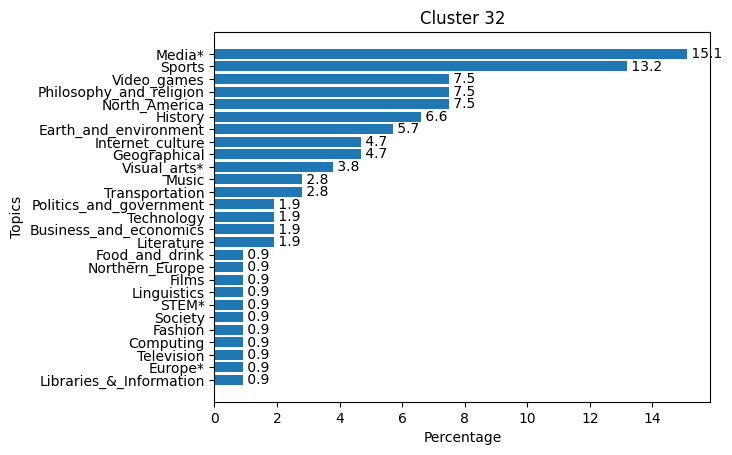 Cluster 32
Topics
Media* 15.1
Sports 13.2
Video_games 7.5
Philosophy_and_religion 7.5
North_America 7.5
History 6.6
Earth_and_environment 5.7
Internet_culture 4.7
Geographical 4.7
Visual_arts* 3.8
Music 2.8
Transportation 2.8
Politics_and_government 1.9
Technology 1.9
Business_and_economics 1.9
Literature 1.9
Food_and_drink 0.9
Northern_Europe 0.9
Films 0.9
Linguistics 0.9
STEM* 0.9
Society 0.9
Fashion 0.9
Computing 0.9
Television 0.9
Europe* 0.9
Libraries_&_Information 0.9
0 2 4 6 8 10 12 14
Percentage